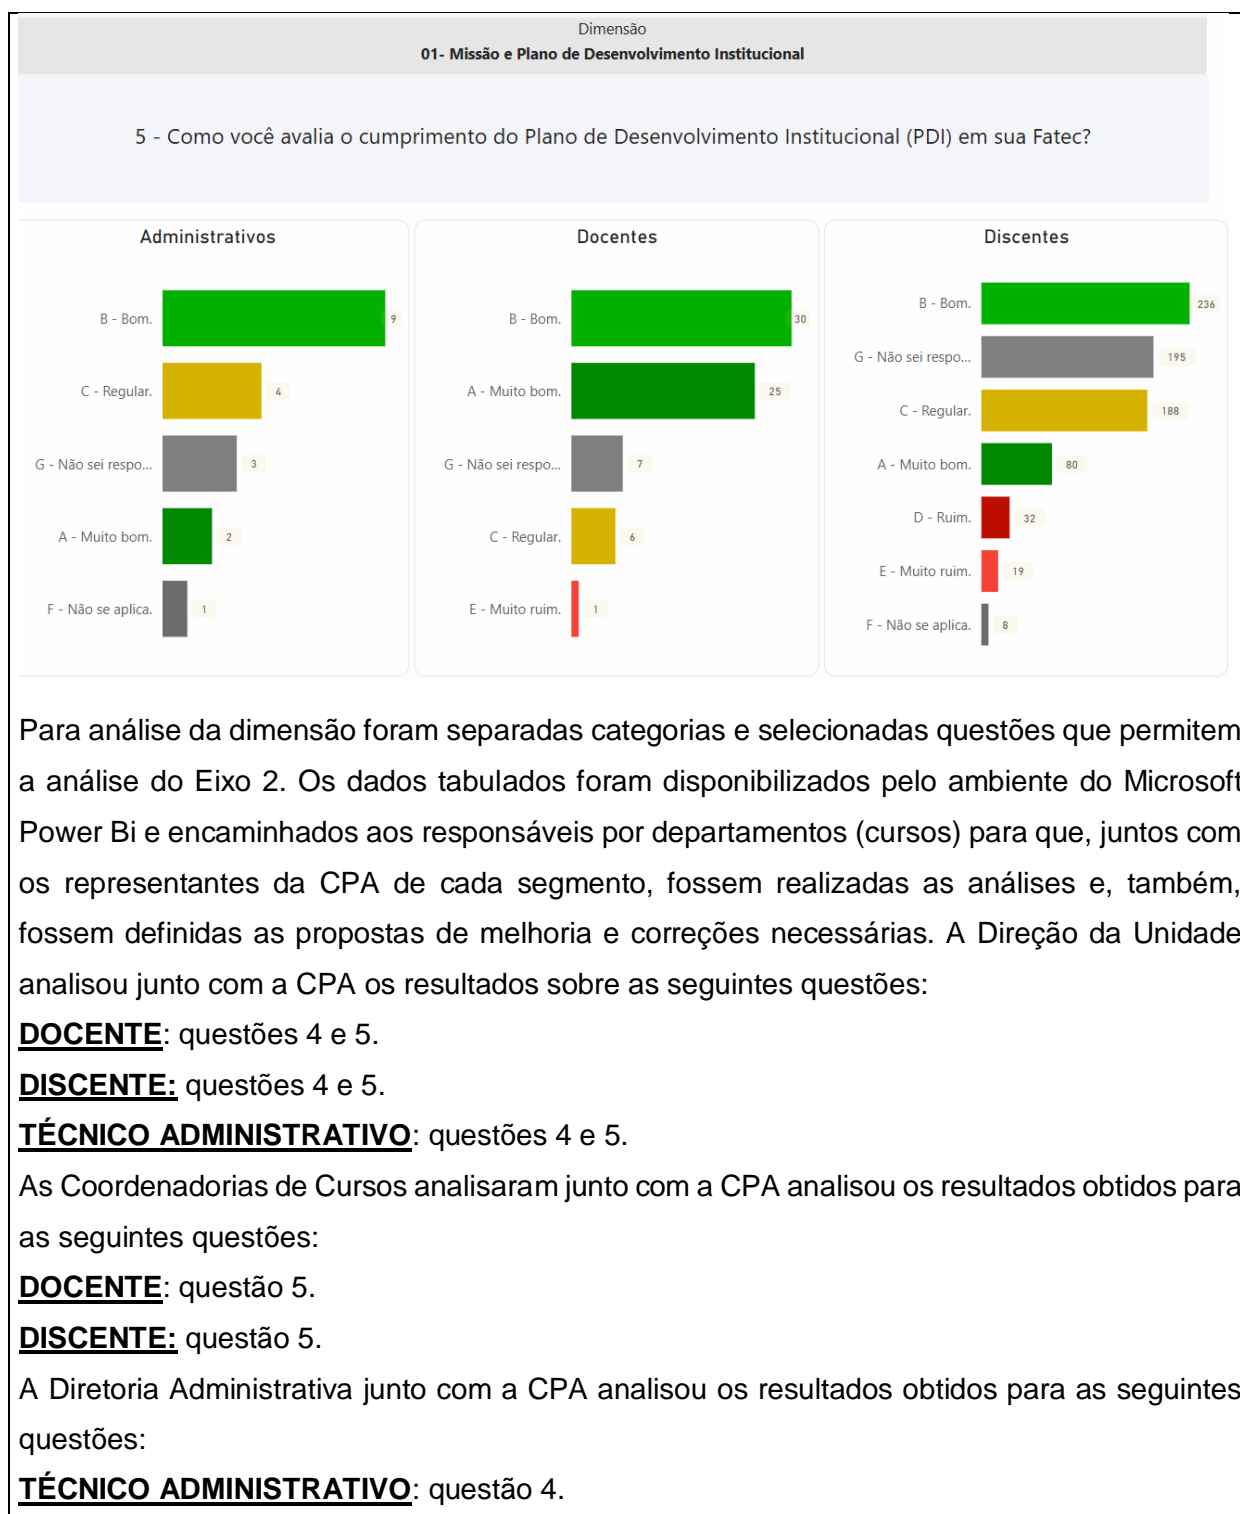 Dimensão
01- Missão e Plano de Desenvolvimento Institucional
5 - Como você avalia o cumprimento do Plano de Desenvolvimento Institucional (PDI) em sua Fatec?
Administrativos
B - Bom. 9
C - Regular. 4
G - Não sei respo... 3
A - Muito bom. 2
F - Não se aplica. 1
Docentes
B - Bom. 30
A - Muito bom. 25
G - Não sei respo... 7
C - Regular. 6
E - Muito ruim. 1
Discentes
B - Bom. 236
G - Não sei respo... 195
C - Regular. 188
A - Muito bom. 80
D - Ruim. 32
E - Muito ruim. 19
F - Não se aplica. 8
Para análise da dimensão foram separadas categorias e selecionadas questões que permitem
a análise do Eixo 2. Os dados tabulados foram disponibilizados pelo ambiente do Microsoft
Power Bi e encaminhados aos responsáveis por departamentos (cursos) para que, juntos com
os representantes da CPA de cada segmento, fossem realizadas as análises e, também,
fossem definidas as propostas de melhoria e correções necessárias. A Direção da Unidade
analisou junto com a CPA os resultados sobre as seguintes questões:
DOCENTE: questões 4 e 5.
DISCENTE: questões 4 e 5.
TÉCNICO ADMINISTRATIVO: questões 4 e 5.
As Coordenadorias de Cursos analisaram junto com a CPA analisou os resultados obtidos para
as seguintes questões:
DOCENTE: questão 5.
DISCENTE: questão 5.
A Diretoria Administrativa junto com a CPA analisou os resultados obtidos para as seguintes
questões:
TÉCNICO ADMINISTRATIVO: questão 4.